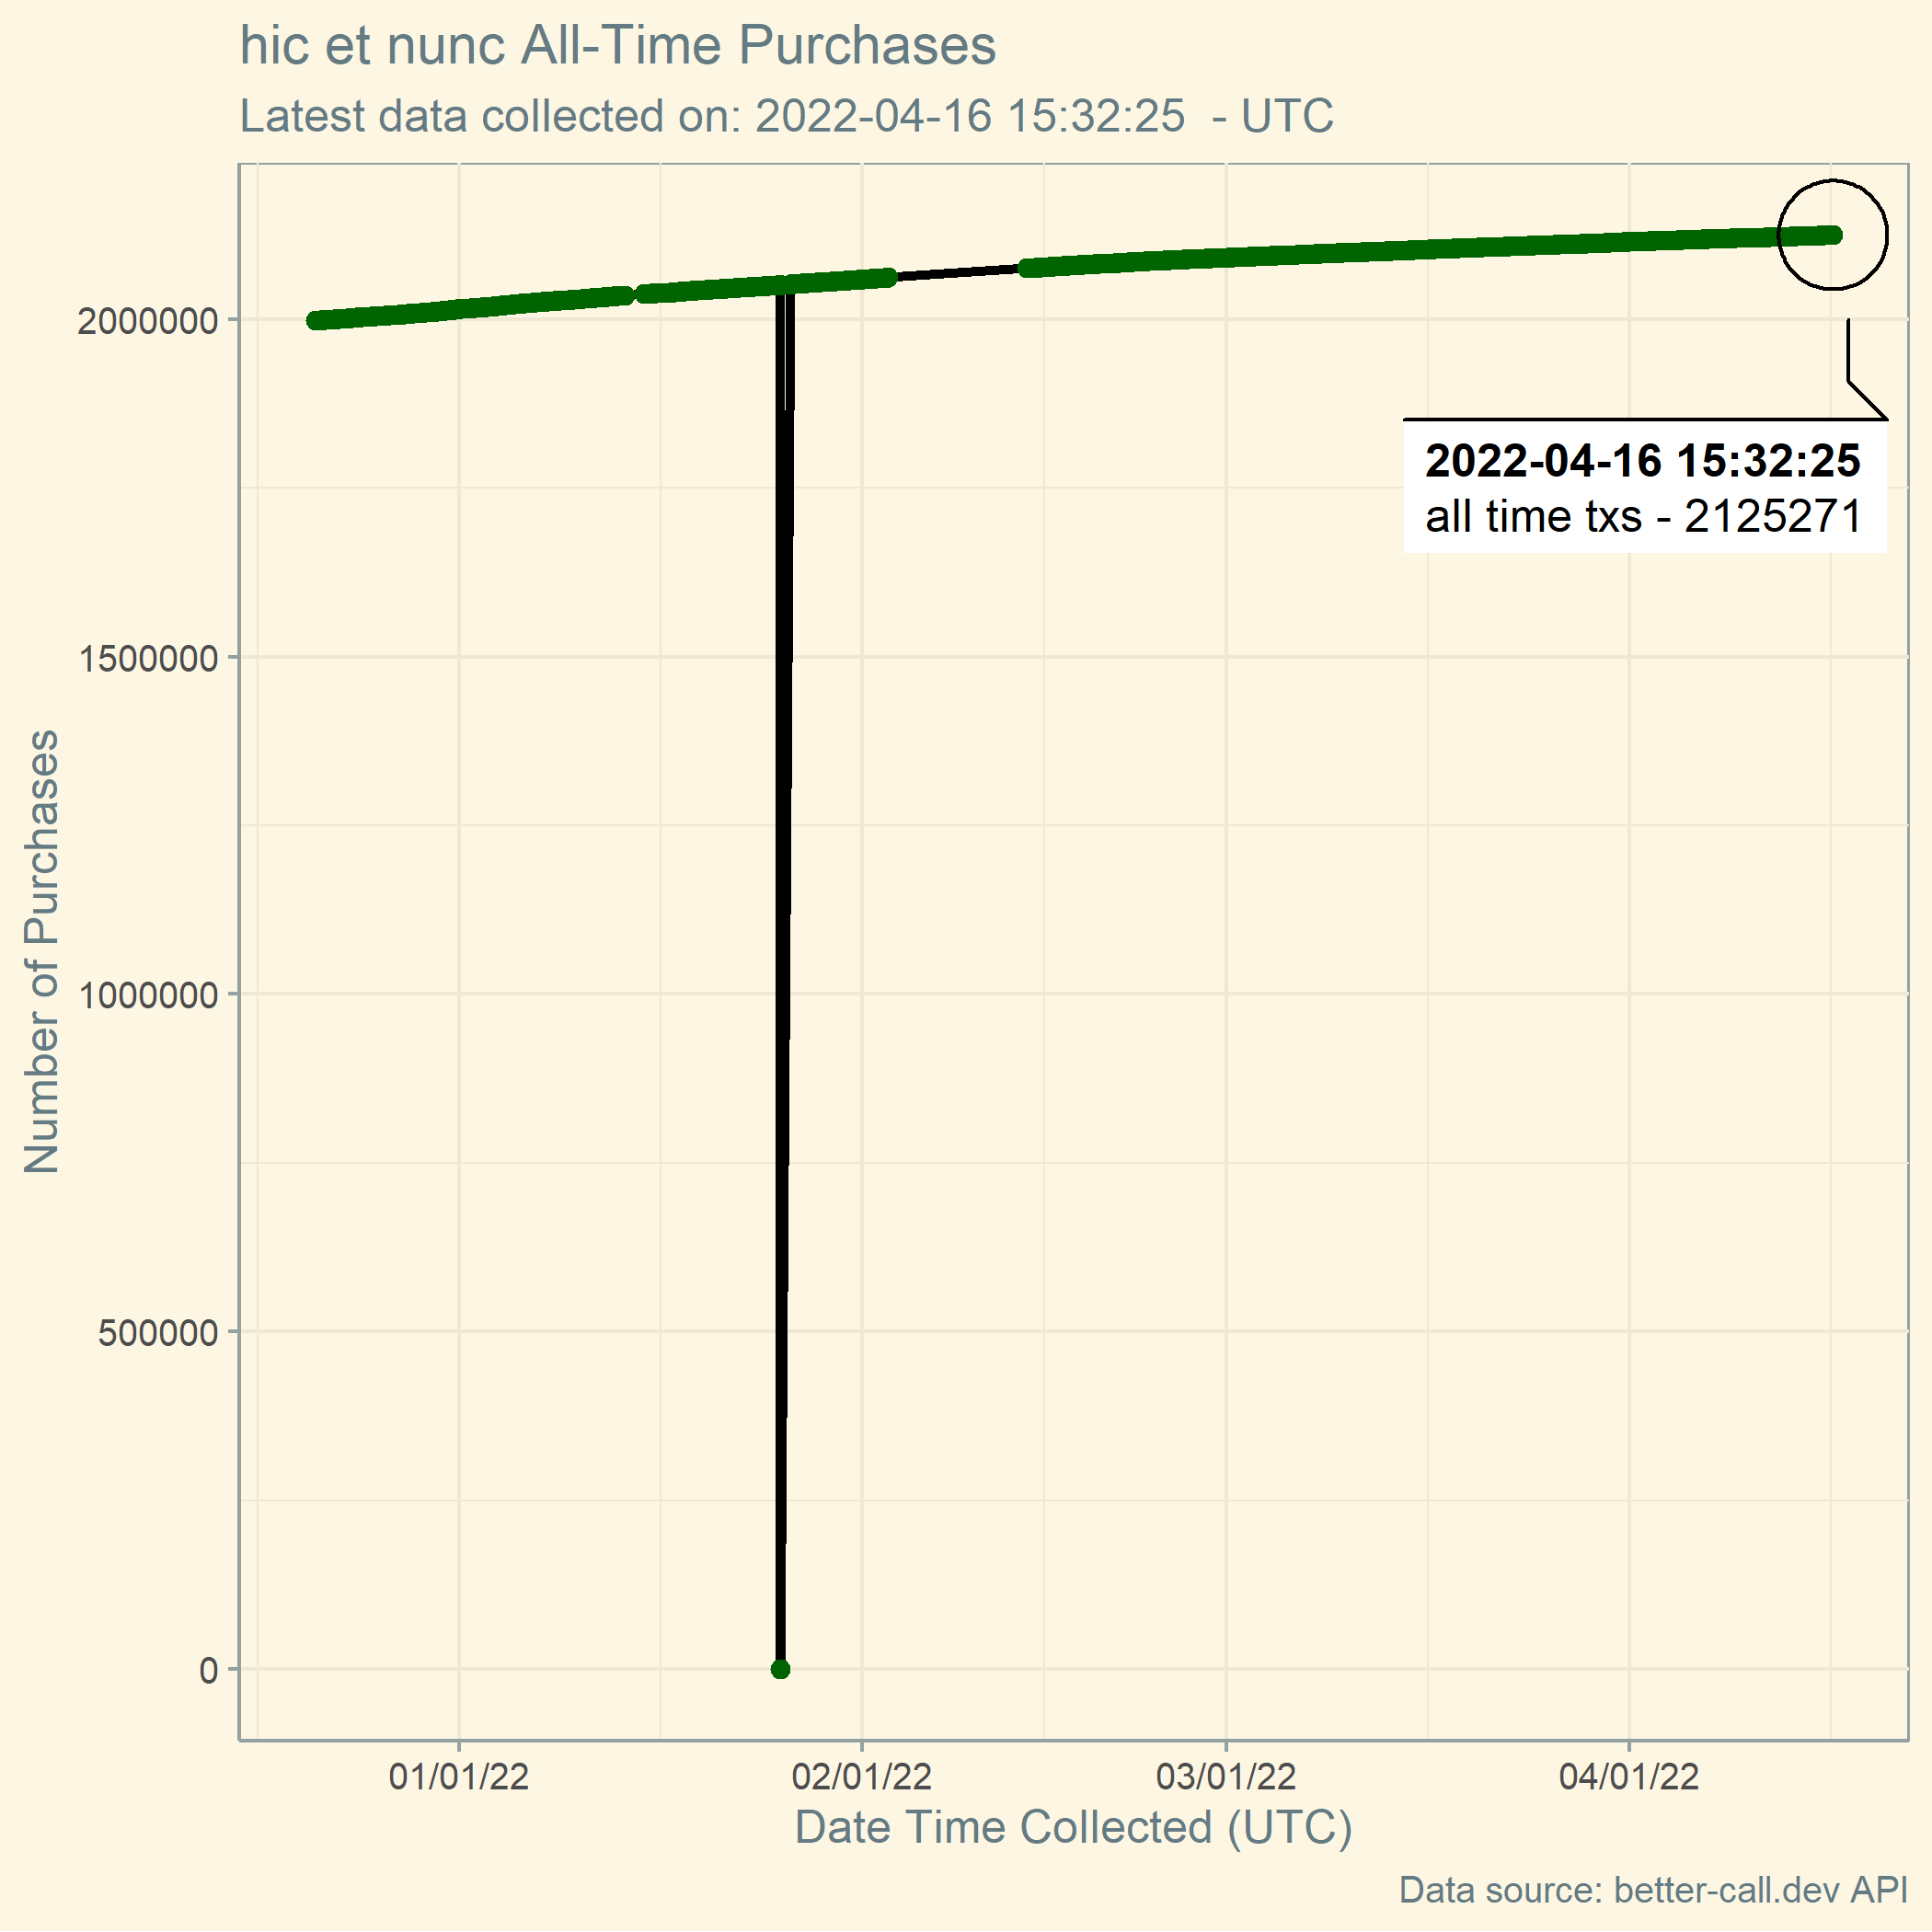 hic et nunc All-Time Purchases
Latest data collected on: 2022-04-16 15:32:25  - UTC
2000000
1500000
1000000
500000
0
Number of Purchases
2022-04-16 15:32:25
all time txs - 2125271
01/01/22
02/01/22
03/01/22
04/01/22
Date Time Collected (UTC)
Data source: better-call.dev API